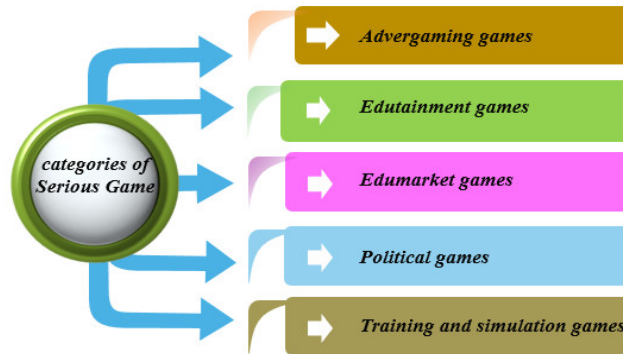 categories of
Serious Game
Advergaming games
Edutainment games
Edumarket games
Political games
Training and simulation games